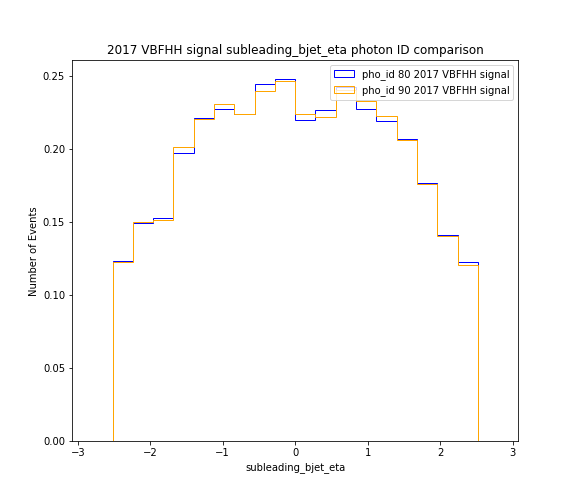 2017 VBFHH signal subleading_bjet_eta photon ID comparison
pho_id 80 2017 VBFHH signal
pho_id 90 2017 VBFHH signal
Number of Events
0.25
0.20
0.15
0.10
0.05
0.00
−3 −2 −1 0 1 2 3
subleading_bjet_eta